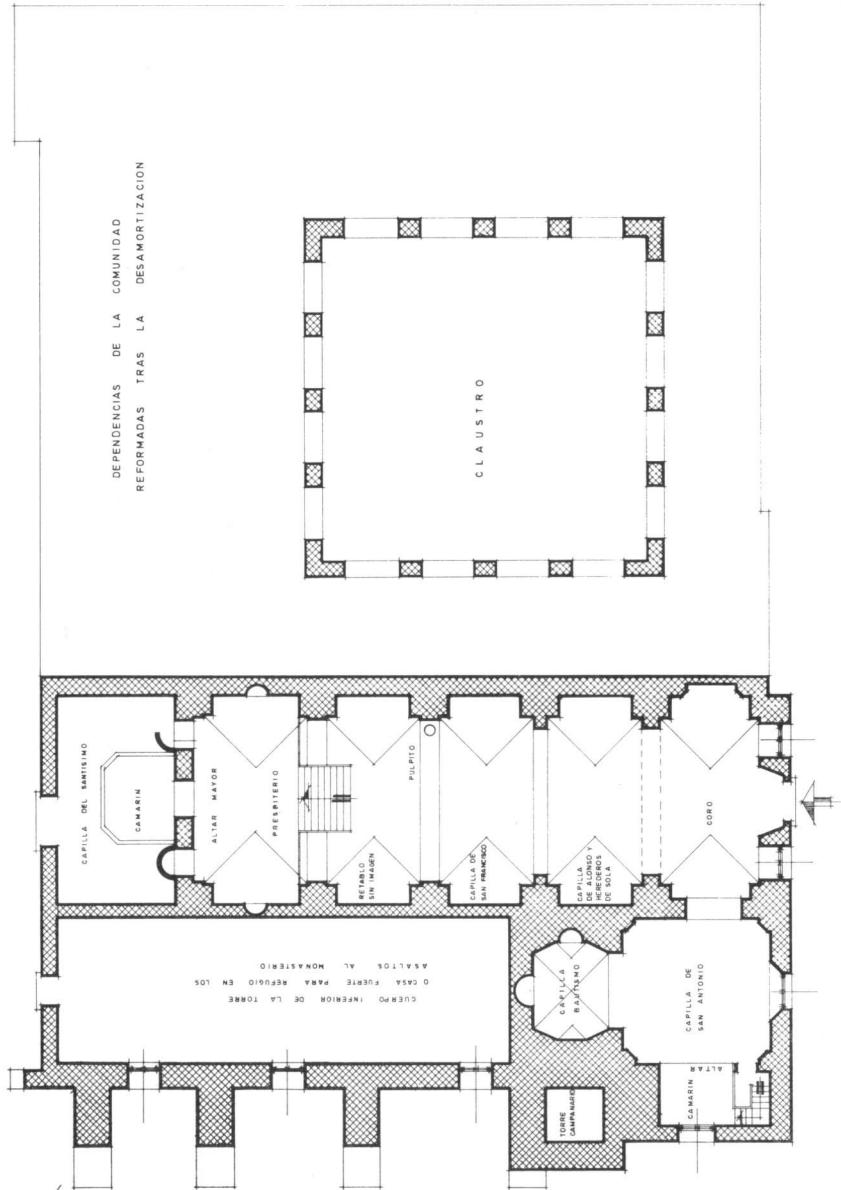 DEPENDENCIAS DE LA COMUNIDAD
REFORMADAS TRAS LA DESAMORTIZACION
CLAUSTRO
CAPILLA DEL SANTISIMO
CAMARIN
ALTAR MAYOR
PRESBITERIO
PULPITO
RETABLO
SIN IMAGEN
CAPILLA DE
SAN FRANCISCO
CAPILLA
DE ALONSO Y
HEREDEROS
DE SOLA
CORO
CUERPO INFERIOR DE LA TORRE
O CASA FUERTE PARA REFUGIO EN LOS
ASALTOS AL MONASTERIO
CAPILLA
BAUTISMO
CAPILLA DE
SAN ANTONIO
ALTAR
CAMARIN
TORRE
CAMPANARIO